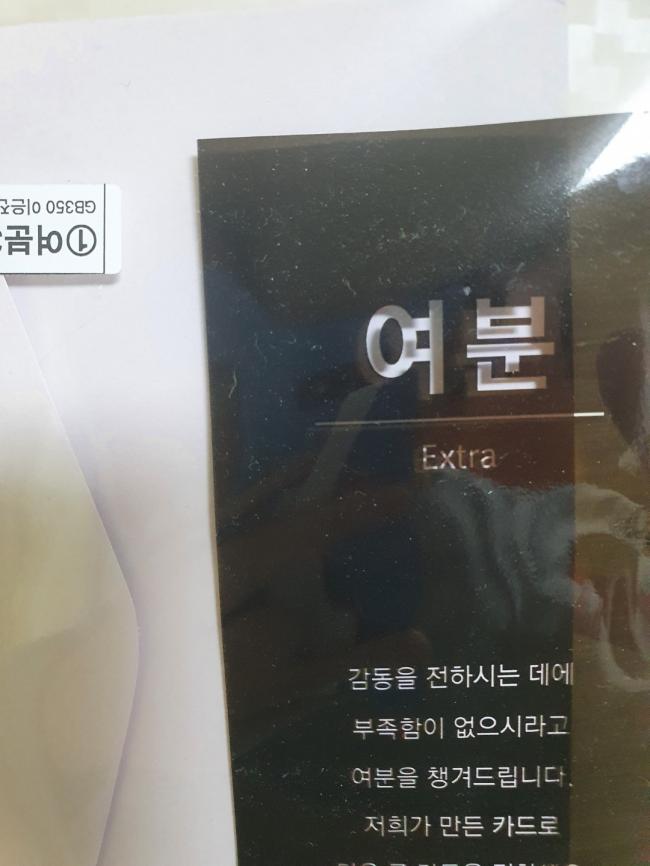 GB350 이은진
①여분
여분
Extra
감동을 전하시는 데에
부족함이 없으시라고
여분을 챙겨드립니다.
저희가 만든 카드로